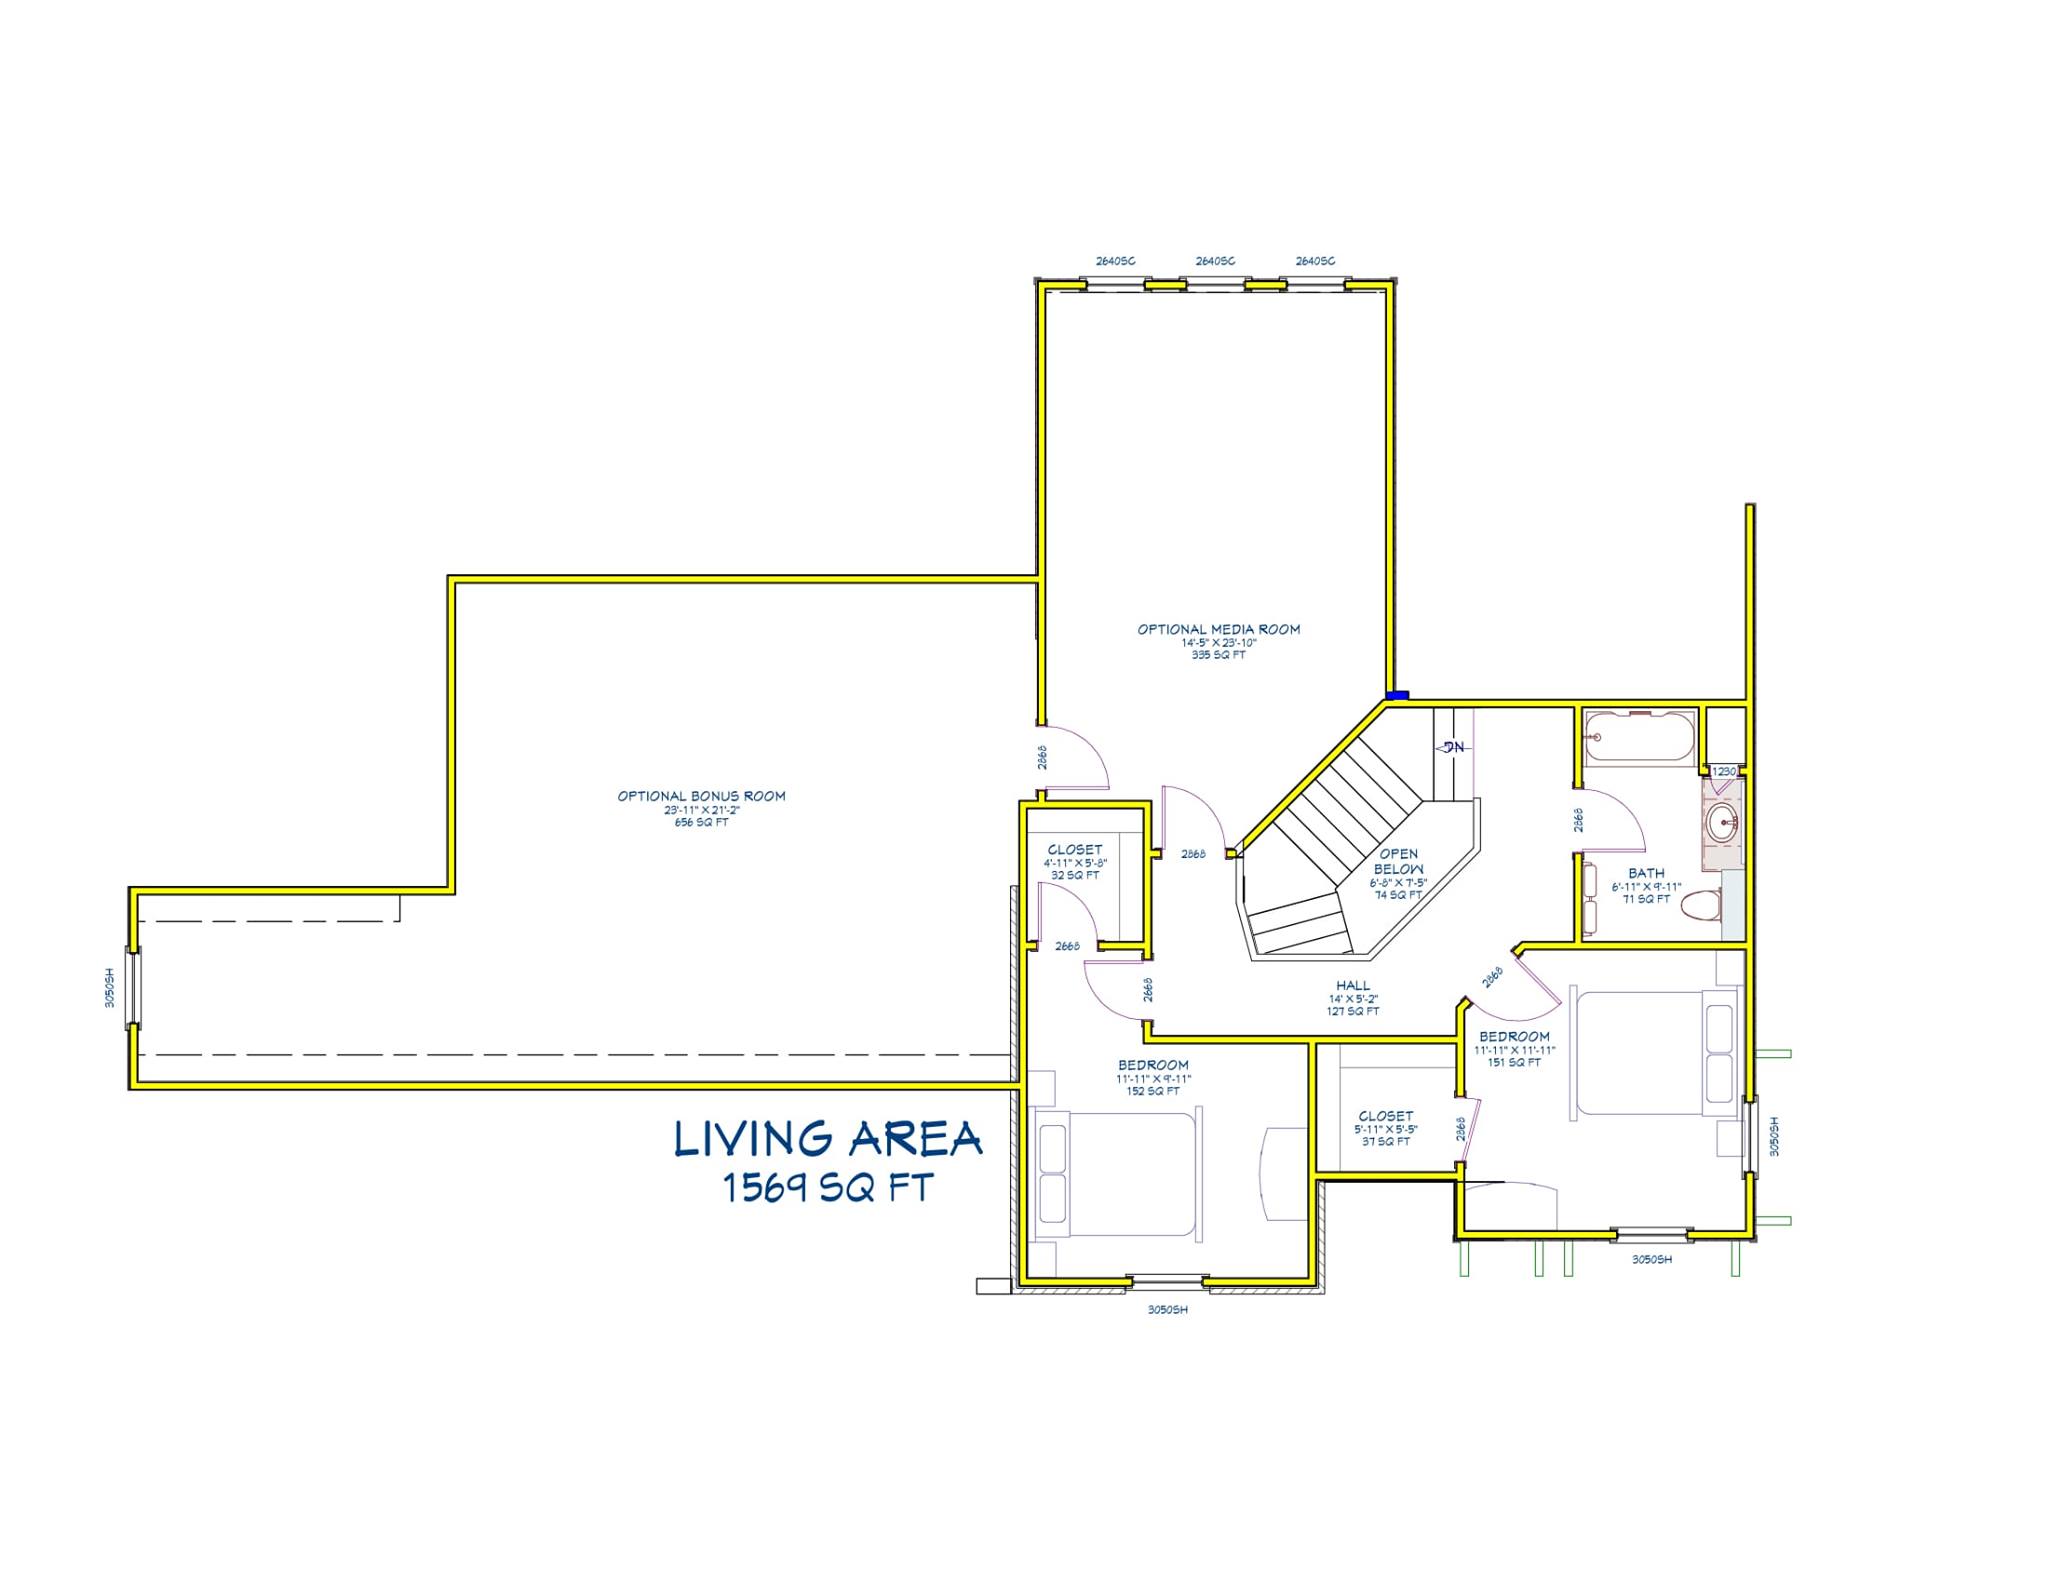 2640SC
2640SC
2640SC
OPTIONAL MEDIA ROOM
14'-5" X 23'-10"
335 SQ FT
2868
DN
1230
OPTIONAL BONUS ROOM
23'-11" X 21'-2"
656 SQ FT
2868
2868
CLOSET
4'-11" X 5'-8"
32 SQ FT
OPEN
BELOW
6'-8" X 7'-5"
74 SQ FT
BATH
6'-11" X 9'-11"
71 SQ FT
2668
2668
3050SH
HALL
14' X 5'-2"
127 SQ FT
2868
BEDROOM
11'-11" X 11'-11"
151 SQ FT
BEDROOM
11'-11" X 9'-11"
152 SQ FT
CLOSET
5'-11" X 5'-5"
37 SQ FT
2868
3050SH
LIVING AREA
1569 SQ FT
3050SH
3050SH